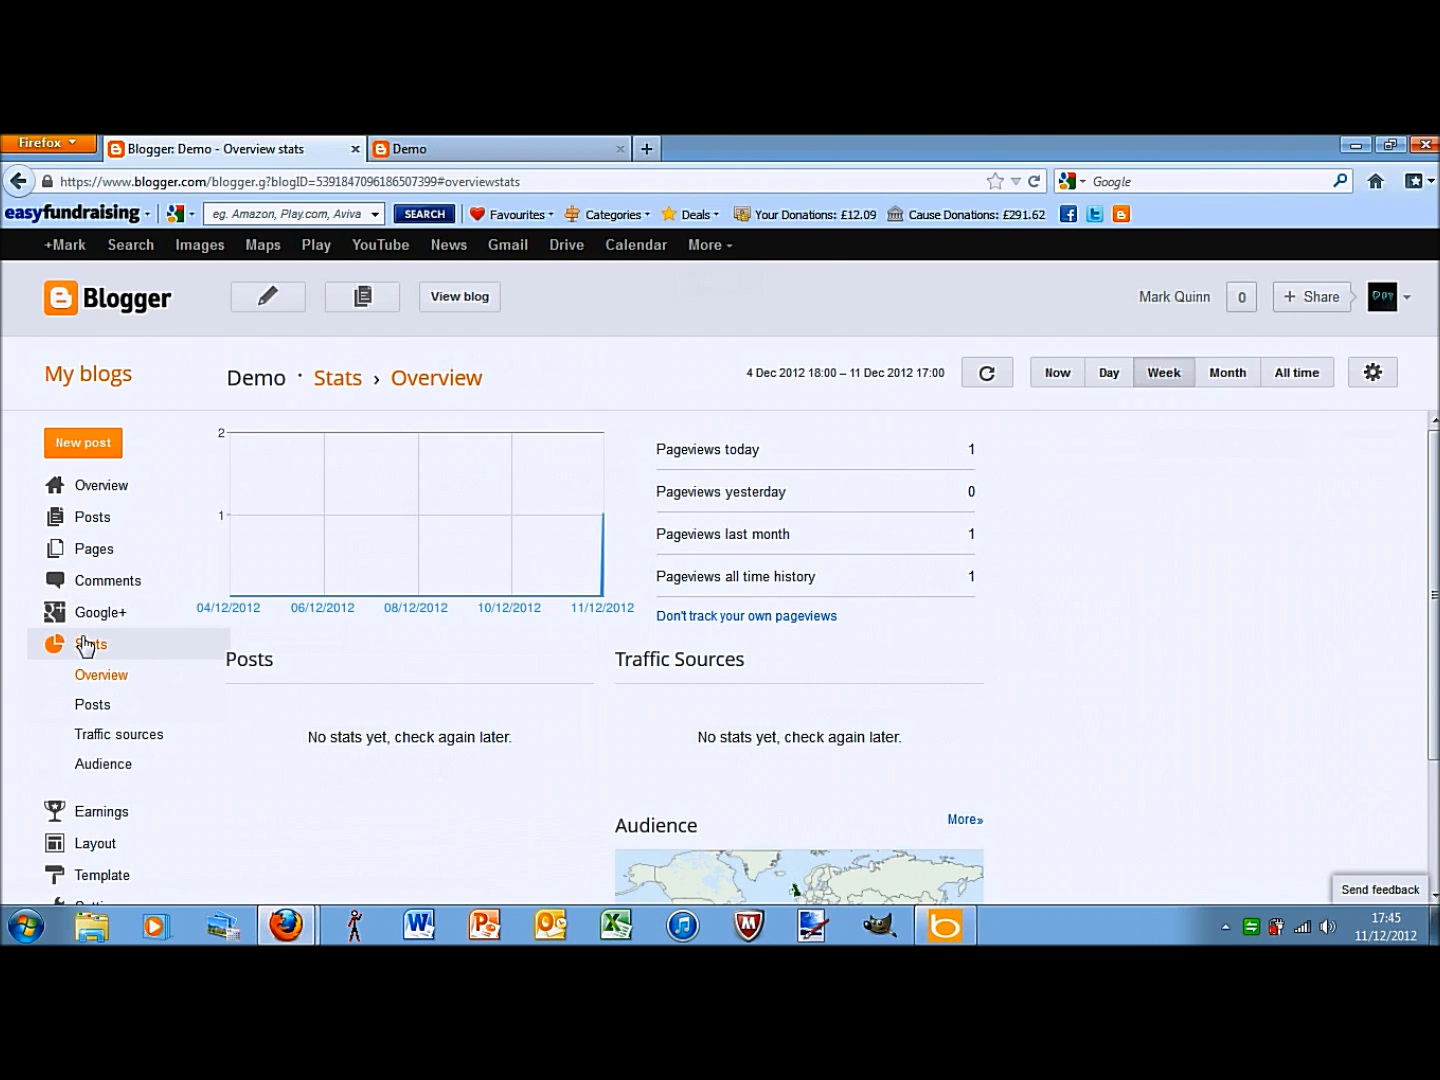 Firefox
Blogger: Demo - Overview stats
Demo
https://www.blogger.com/blogger.g?blogID=5391847096186507399#overviewstats
Google
easyfundraising
eg. Amazon, Play.com, Aviva
SEARCH
Favourites
Categories
Deals
Your Donations: £12.09
Cause Donations: £291.62
+Mark Search Images Maps Play YouTube News Gmail Drive Calendar More
Blogger
View blog
Mark Quinn
0
+ Share
My blogs
Demo · Stats › Overview
4 Dec 2012 18:00 – 11 Dec 2012 17:00
Now Day Week Month All time
New post
Overview
Posts
Pages
Comments
Google+
Overview
Posts
Traffic sources
Audience
Earnings
Layout
Template
2
1
04/12/2012 06/12/2012 08/12/2012 10/12/2012 11/12/2012
Pageviews today 1
Pageviews yesterday 0
Pageviews last month 1
Pageviews all time history 1
Don't track your own pageviews
Posts
No stats yet, check again later.
Traffic Sources
No stats yet, check again later.
Audience
More»
Send feedback
17:45
11/12/2012